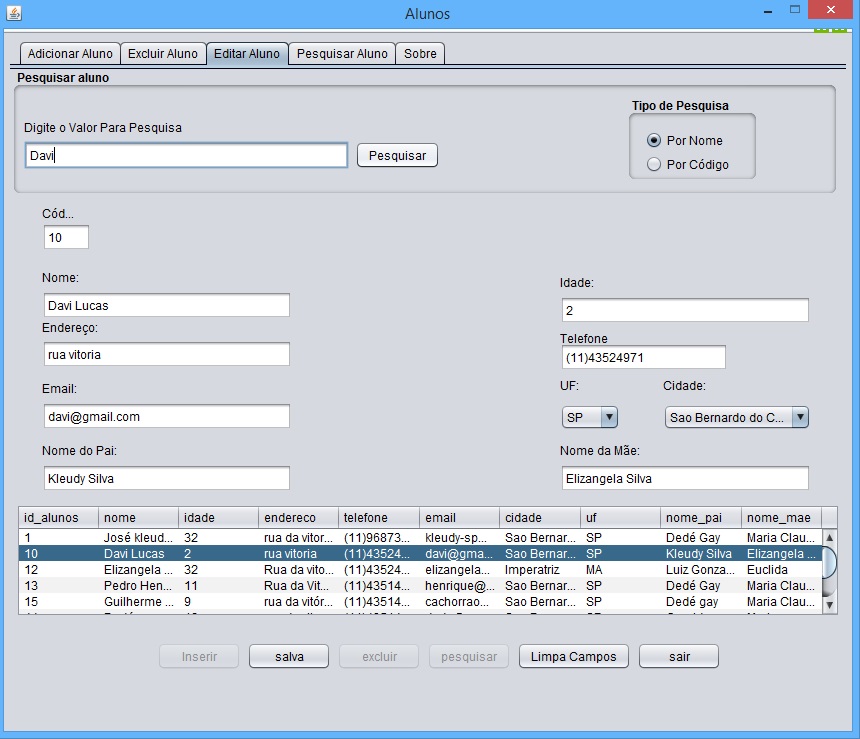 Alunos
Adicionar Aluno Excluir Aluno Editar Aluno Pesquisar Aluno Sobre
Pesquisar aluno
Tipo de Pesquisa
Digite o Valor Para Pesquisa
Por Nome
Davi Pesquisar
Por Código
Cód...
10
Nome: Idade:
Davi Lucas 2
Endereço: Telefone
rua vitoria (11)43524971
Email: UF: Cidade:
davi@gmail.com SP Sao Bernardo do C...
Nome do Pai: Nome da Mãe:
Kleudy Silva Elizangela Silva
id_alunos nome idade endereco telefone email cidade uf nome_pai nome_mae
1 José kleud... 32 rua da vitor... (11)96873... kleudy-sp... Sao Bernar... SP Dedé Gay Maria Clau...
10 Davi Lucas 2 rua vitoria (11)43524... davi@gma... Sao Bernar... SP Kleudy Silva Elizangela ...
12 Elizangela ... 32 Rua da vito... (11)43524... elizangela... Imperatriz MA Luiz Gonza... Euclida
13 Pedro Hen... 11 Rua da Vit... (11)43514... henrique@... Sao Bernar... SP Dedé gay Maria Clau...
15 Guilherme ... 9 rua da vitór... (11)43514... cachorrao... Sao Bernar... SP Dedé gay Maria Clau...
Inserir salva excluir pesquisar Limpa Campos sair